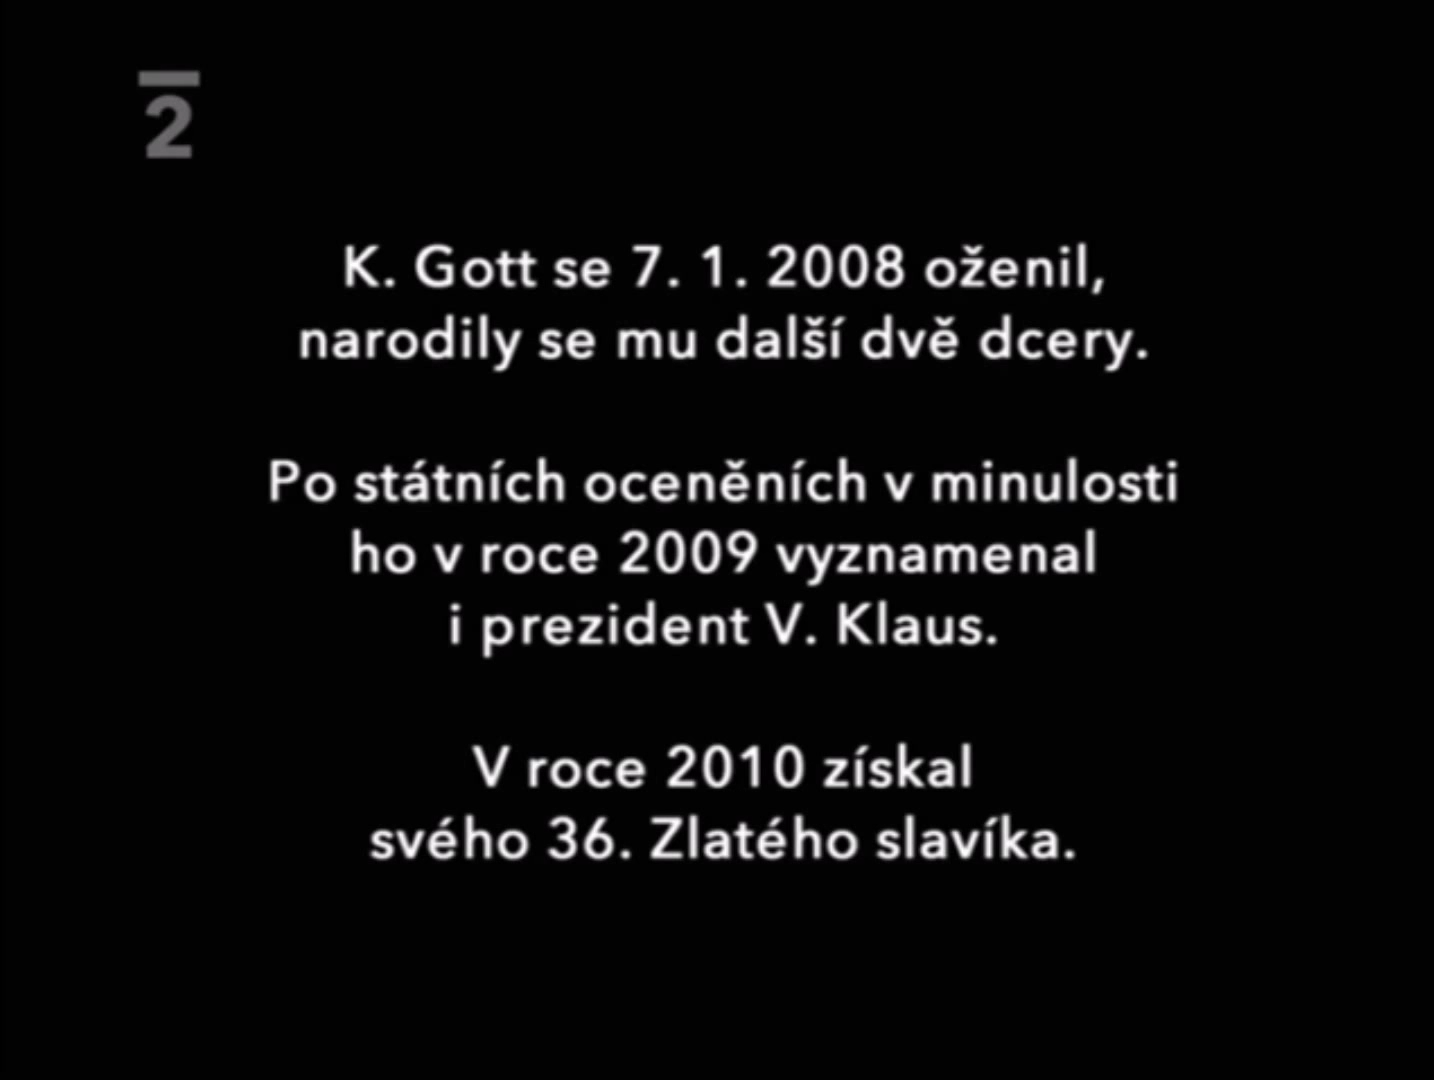 2
K. Gott se 7. 1. 2008 oženil,
narodily se mu další dvě dcery.
Po státních oceněních v minulosti
ho v roce 2009 vyznamenal
i prezident V. Klaus.
V roce 2010 získal
svého 36. Zlatého slavíka.